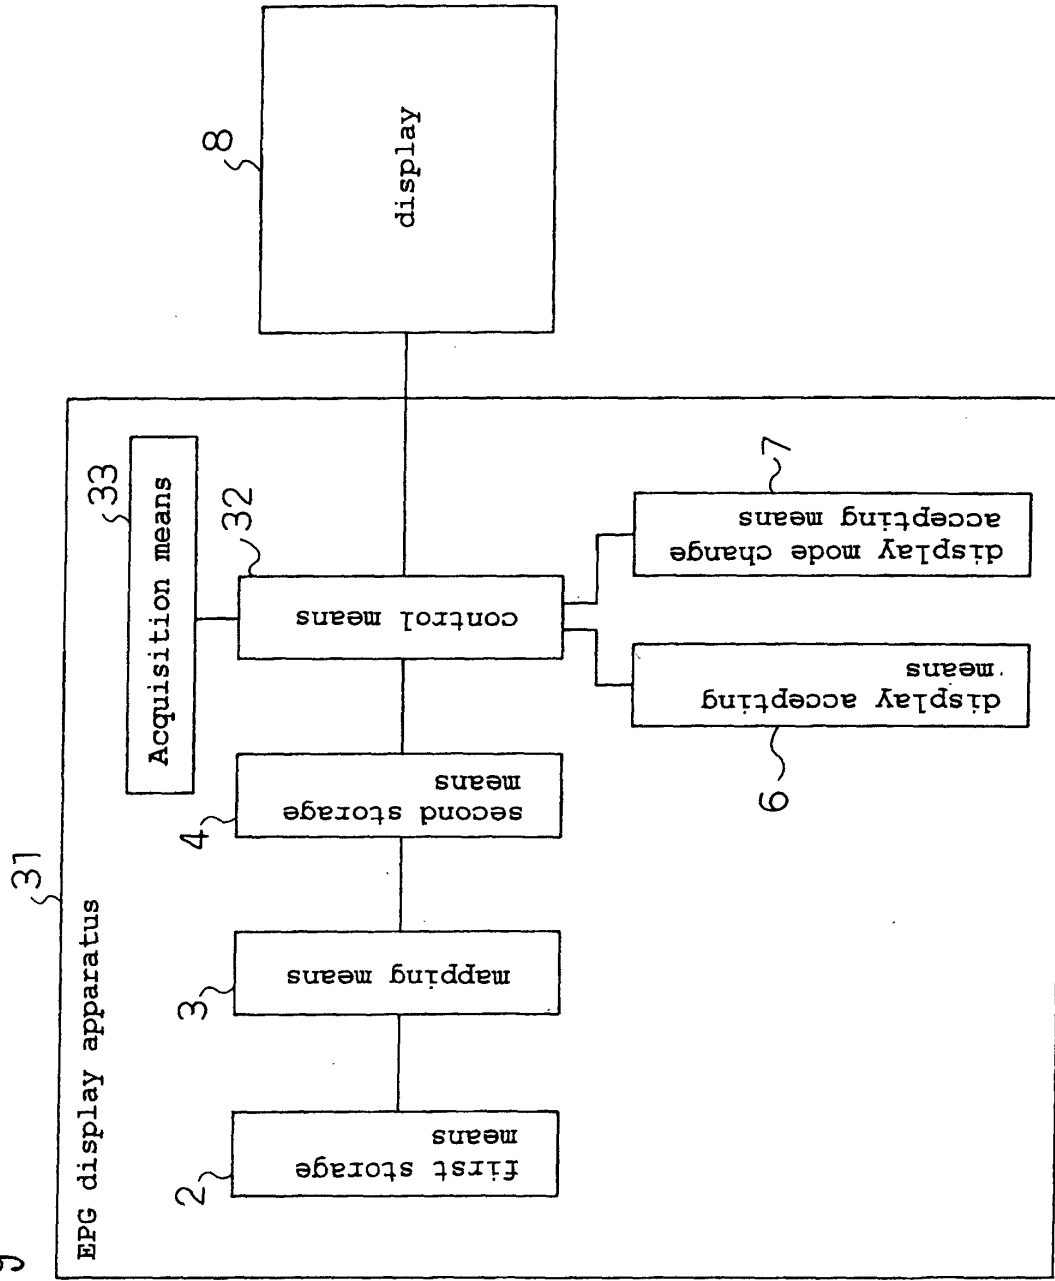 31
EPG display apparatus
2
first storage
means
3
mapping means
4
second storage
means
32
control means
33
Acquisition means
6
display accepting
means
7
display mode change
accepting means
8
display